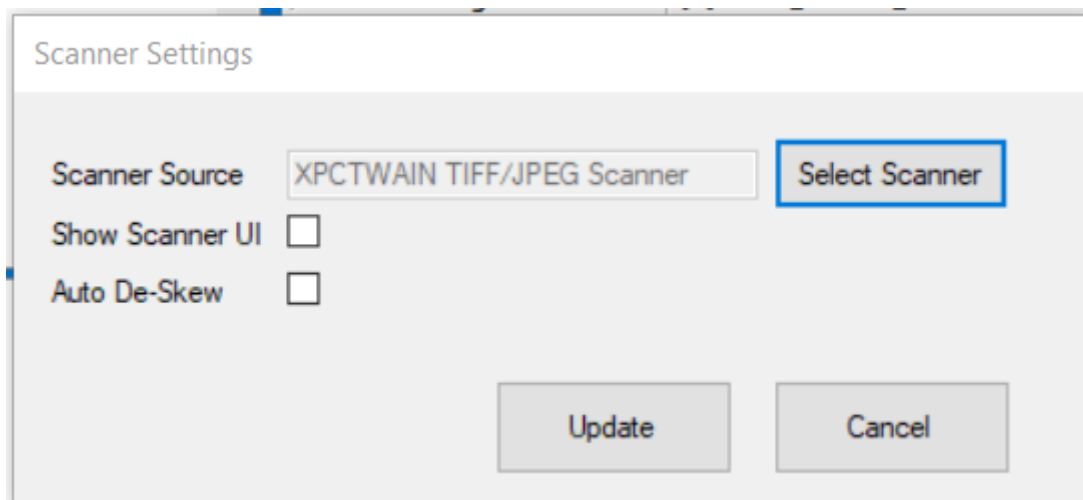 Scanner Settings
Scanner Source XPCTWAIN TIFF/JPEG Scanner Select Scanner
Show Scanner UI
Auto De-Skew
Update Cancel